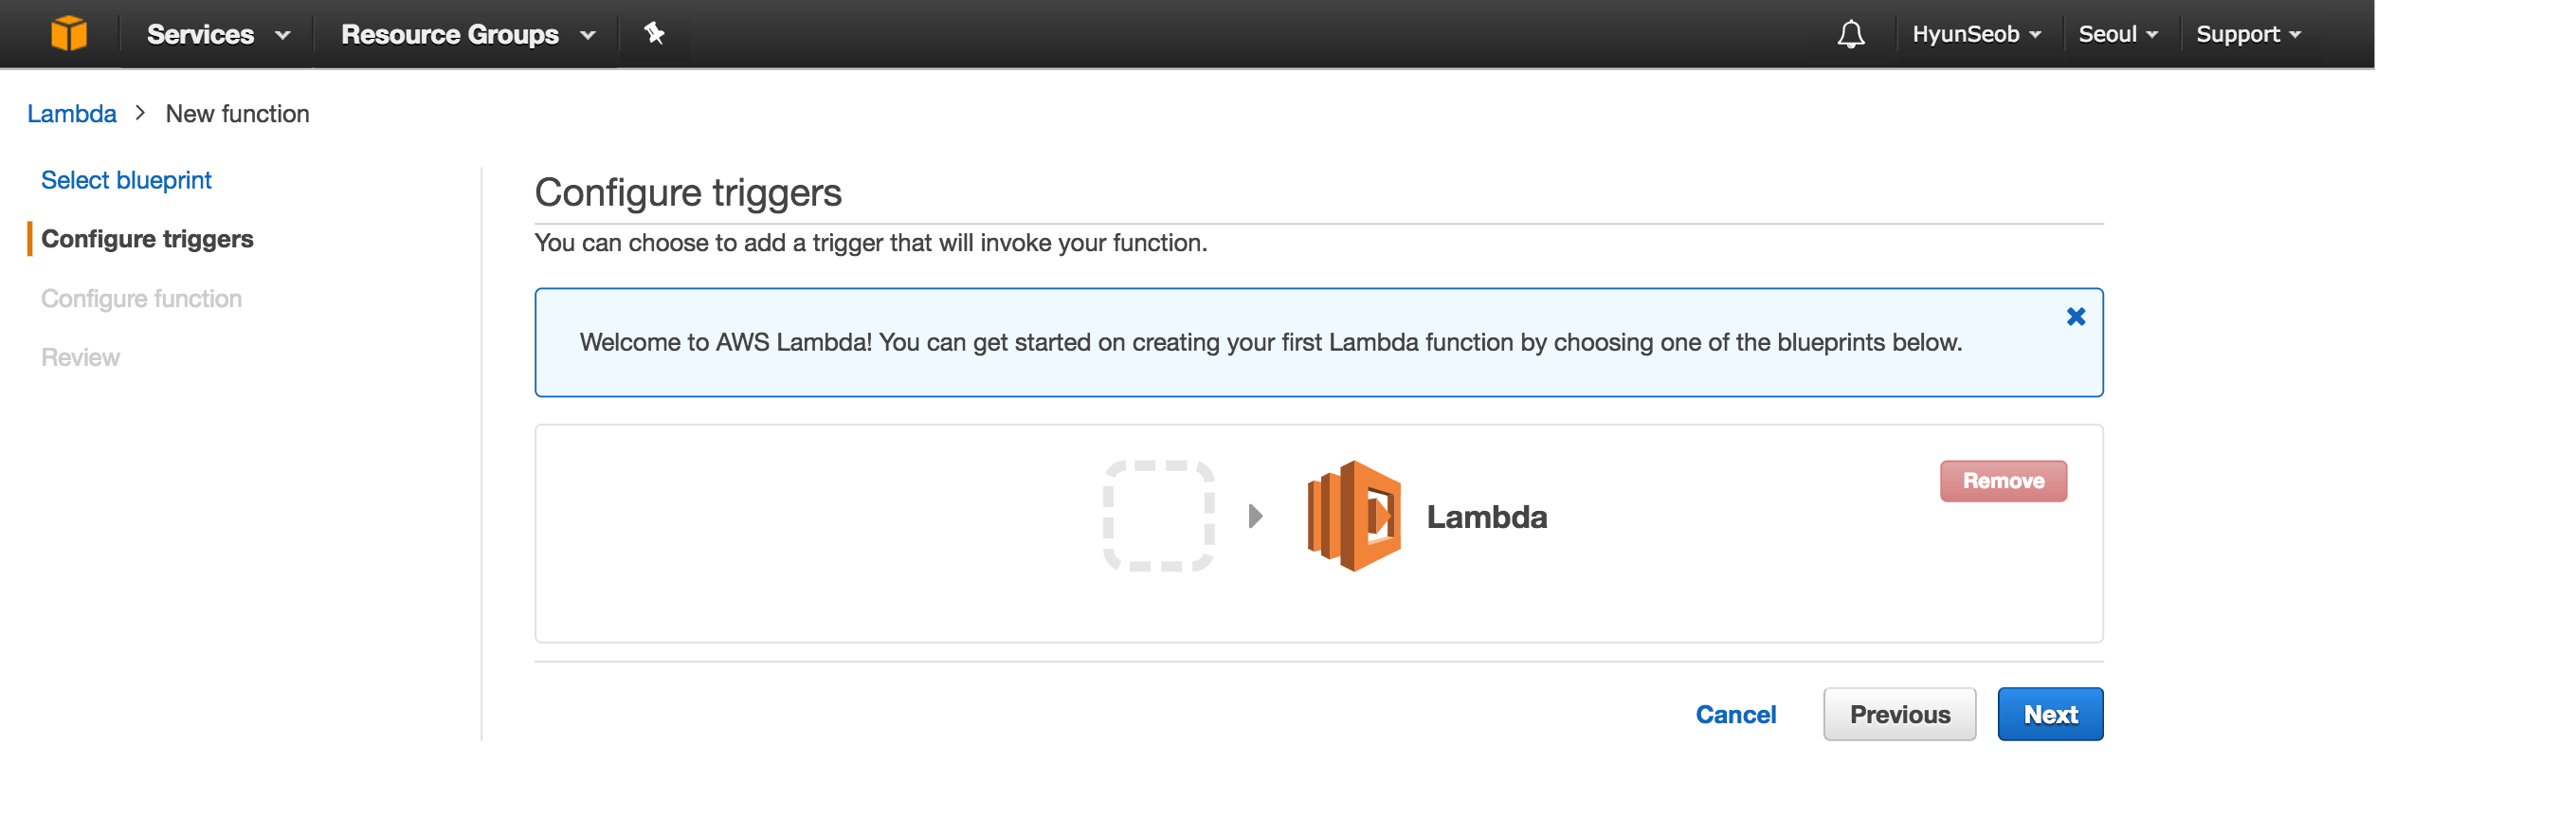 Services Resource Groups HyunSeob Seoul Support
Lambda > New function
Select blueprint
Configure triggers
Configure function
Review
Configure triggers
You can choose to add a trigger that will invoke your function.
Welcome to AWS Lambda! You can get started on creating your first Lambda function by choosing one of the blueprints below.
Lambda
Remove
Cancel Previous Next